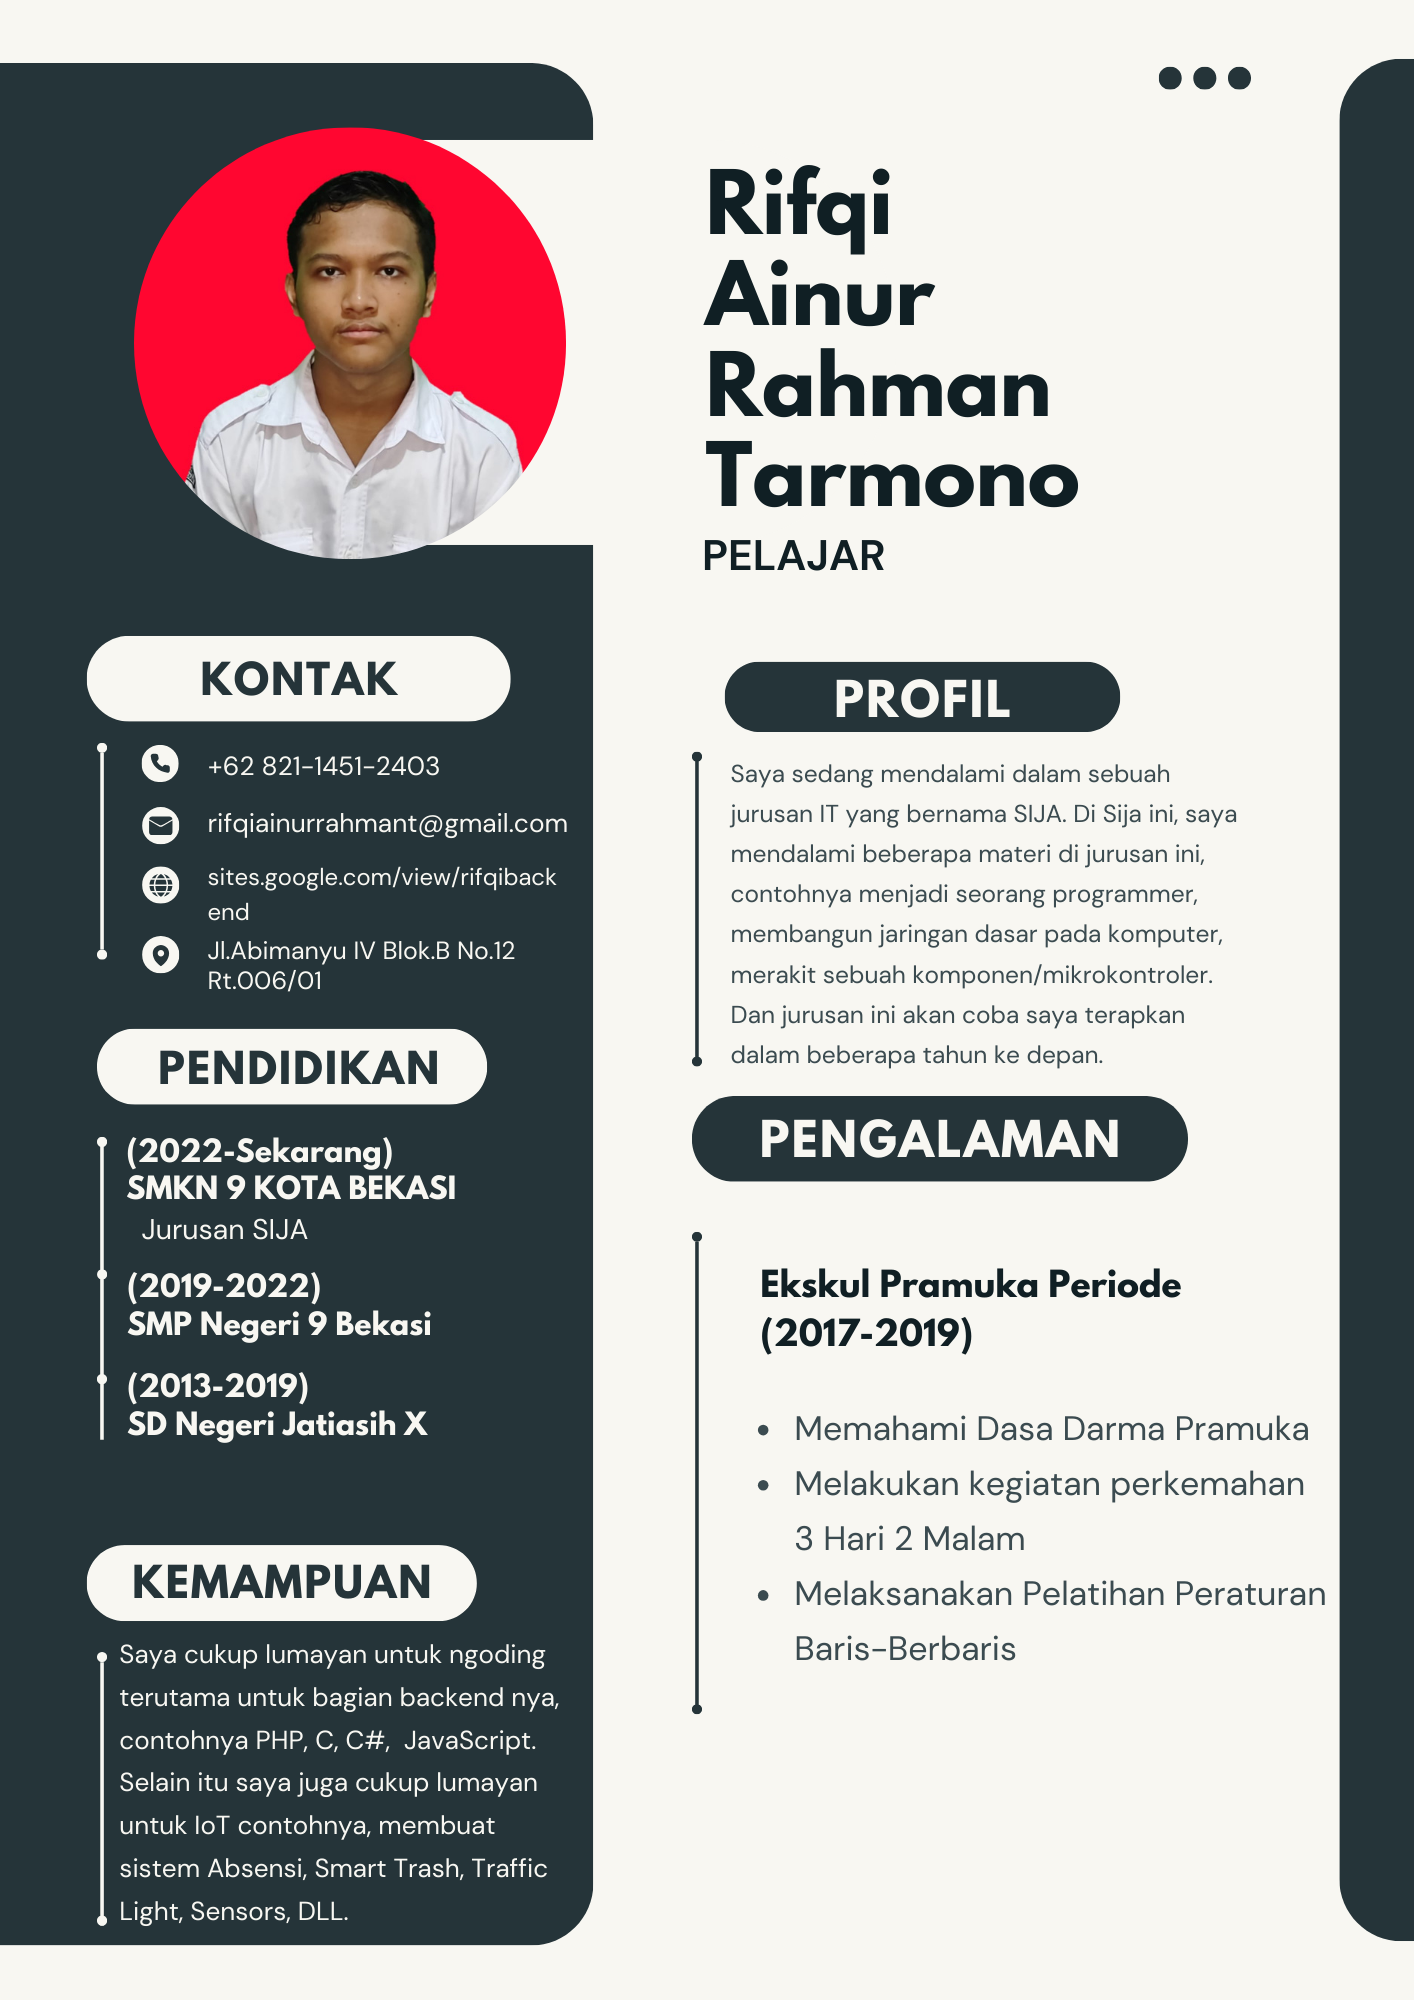 Rifqi
Ainur
Rahman
Tarmono
PELAJAR
KONTAK
+62 821-1451-2403
rifqiainurrahmant@gmail.com
sites.google.com/view/rifqiback
end
Jl.Abimanyu IV Blok.B No.12
Rt.006/01
PENDIDIKAN
(2022-Sekarang)
SMKN 9 KOTA BEKASI
Jurusan SIJA
(2019-2022)
SMP Negeri 9 Bekasi
(2013-2019)
SD Negeri Jatiasih X
KEMAMPUAN
Saya cukup lumayan untuk ngoding
terutama untuk bagian backend nya,
contohnya PHP, C, C#,  JavaScript.
Selain itu saya juga cukup lumayan
untuk IoT contohnya, membuat
sistem Absensi, Smart Trash, Traffic
Light, Sensors, DLL.
PROFIL
Saya sedang mendalami dalam sebuah
jurusan IT yang bernama SIJA. Di Sija ini, saya
mendalami beberapa materi di jurusan ini,
contohnya menjadi seorang programmer,
membangun jaringan dasar pada komputer,
merakit sebuah komponen/mikrokontroler.
Dan jurusan ini akan coba saya terapkan
dalam beberapa tahun ke depan.
PENGALAMAN
Ekskul Pramuka Periode
(2017-2019)
• Memahami Dasa Darma Pramuka
• Melakukan kegiatan perkemahan
3 Hari 2 Malam
• Melaksanakan Pelatihan Peraturan
Baris-Berbaris